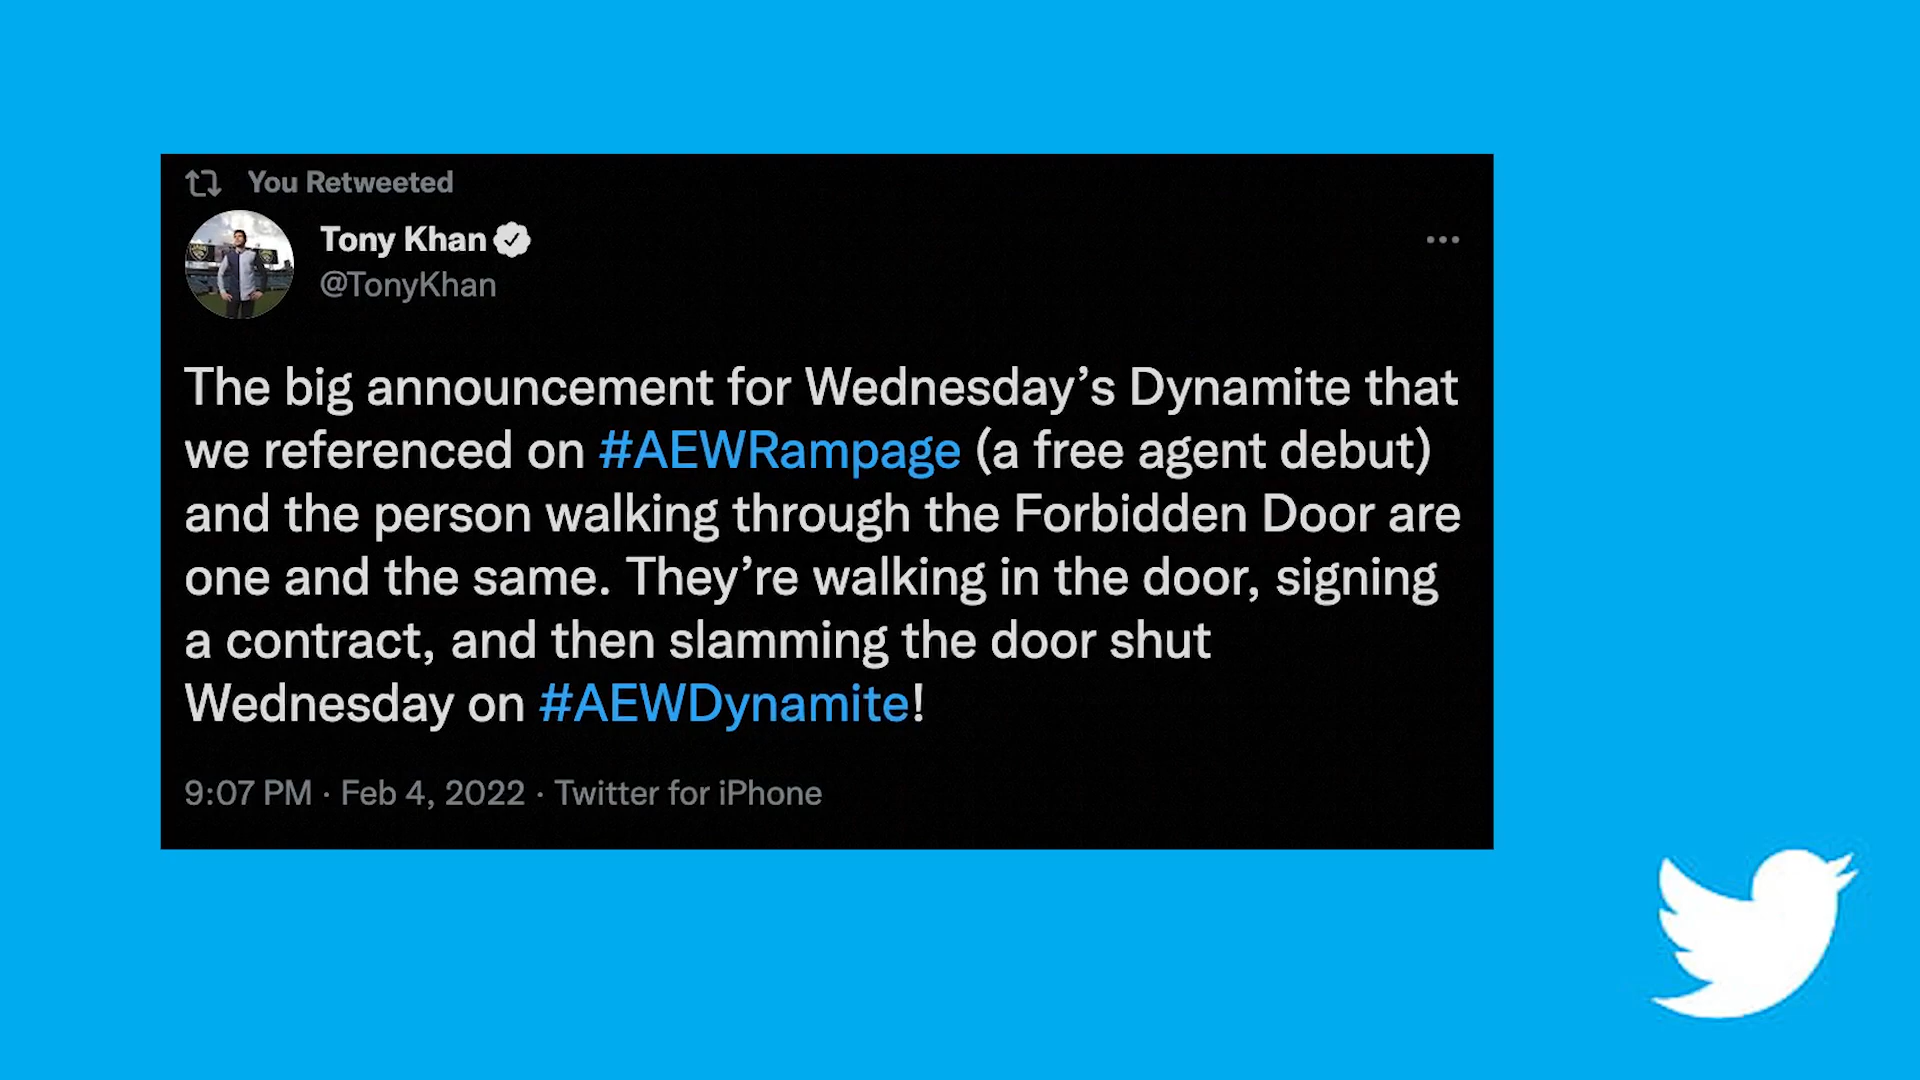 You Retweeted
Tony Khan
@TonyKhan
The big announcement for Wednesday’s Dynamite that
we referenced on #AEWRampage (a free agent debut)
and the person walking through the Forbidden Door are
one and the same. They’re walking in the door, signing
a contract, and then slamming the door shut
Wednesday on #AEWDynamite!
9:07 PM · Feb 4, 2022 · Twitter for iPhone